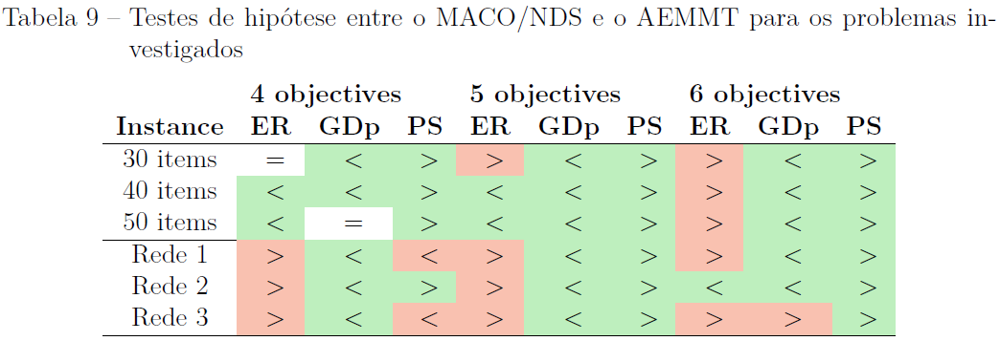 Tabela 9 – Testes de hipótese entre o MACO/NDS e o AEMMT para os problemas in-
vestigados
4 objectives 5 objectives 6 objectives
Instance ER GDp PS ER GDp PS ER GDp PS
30 items = < > > < > > < >
40 items < < > < < > > < >
50 items < = > < < > > < >
Rede 1 > < < > < > > < >
Rede 2 > < > > < > < < >
Rede 3 > < < > < > > > >